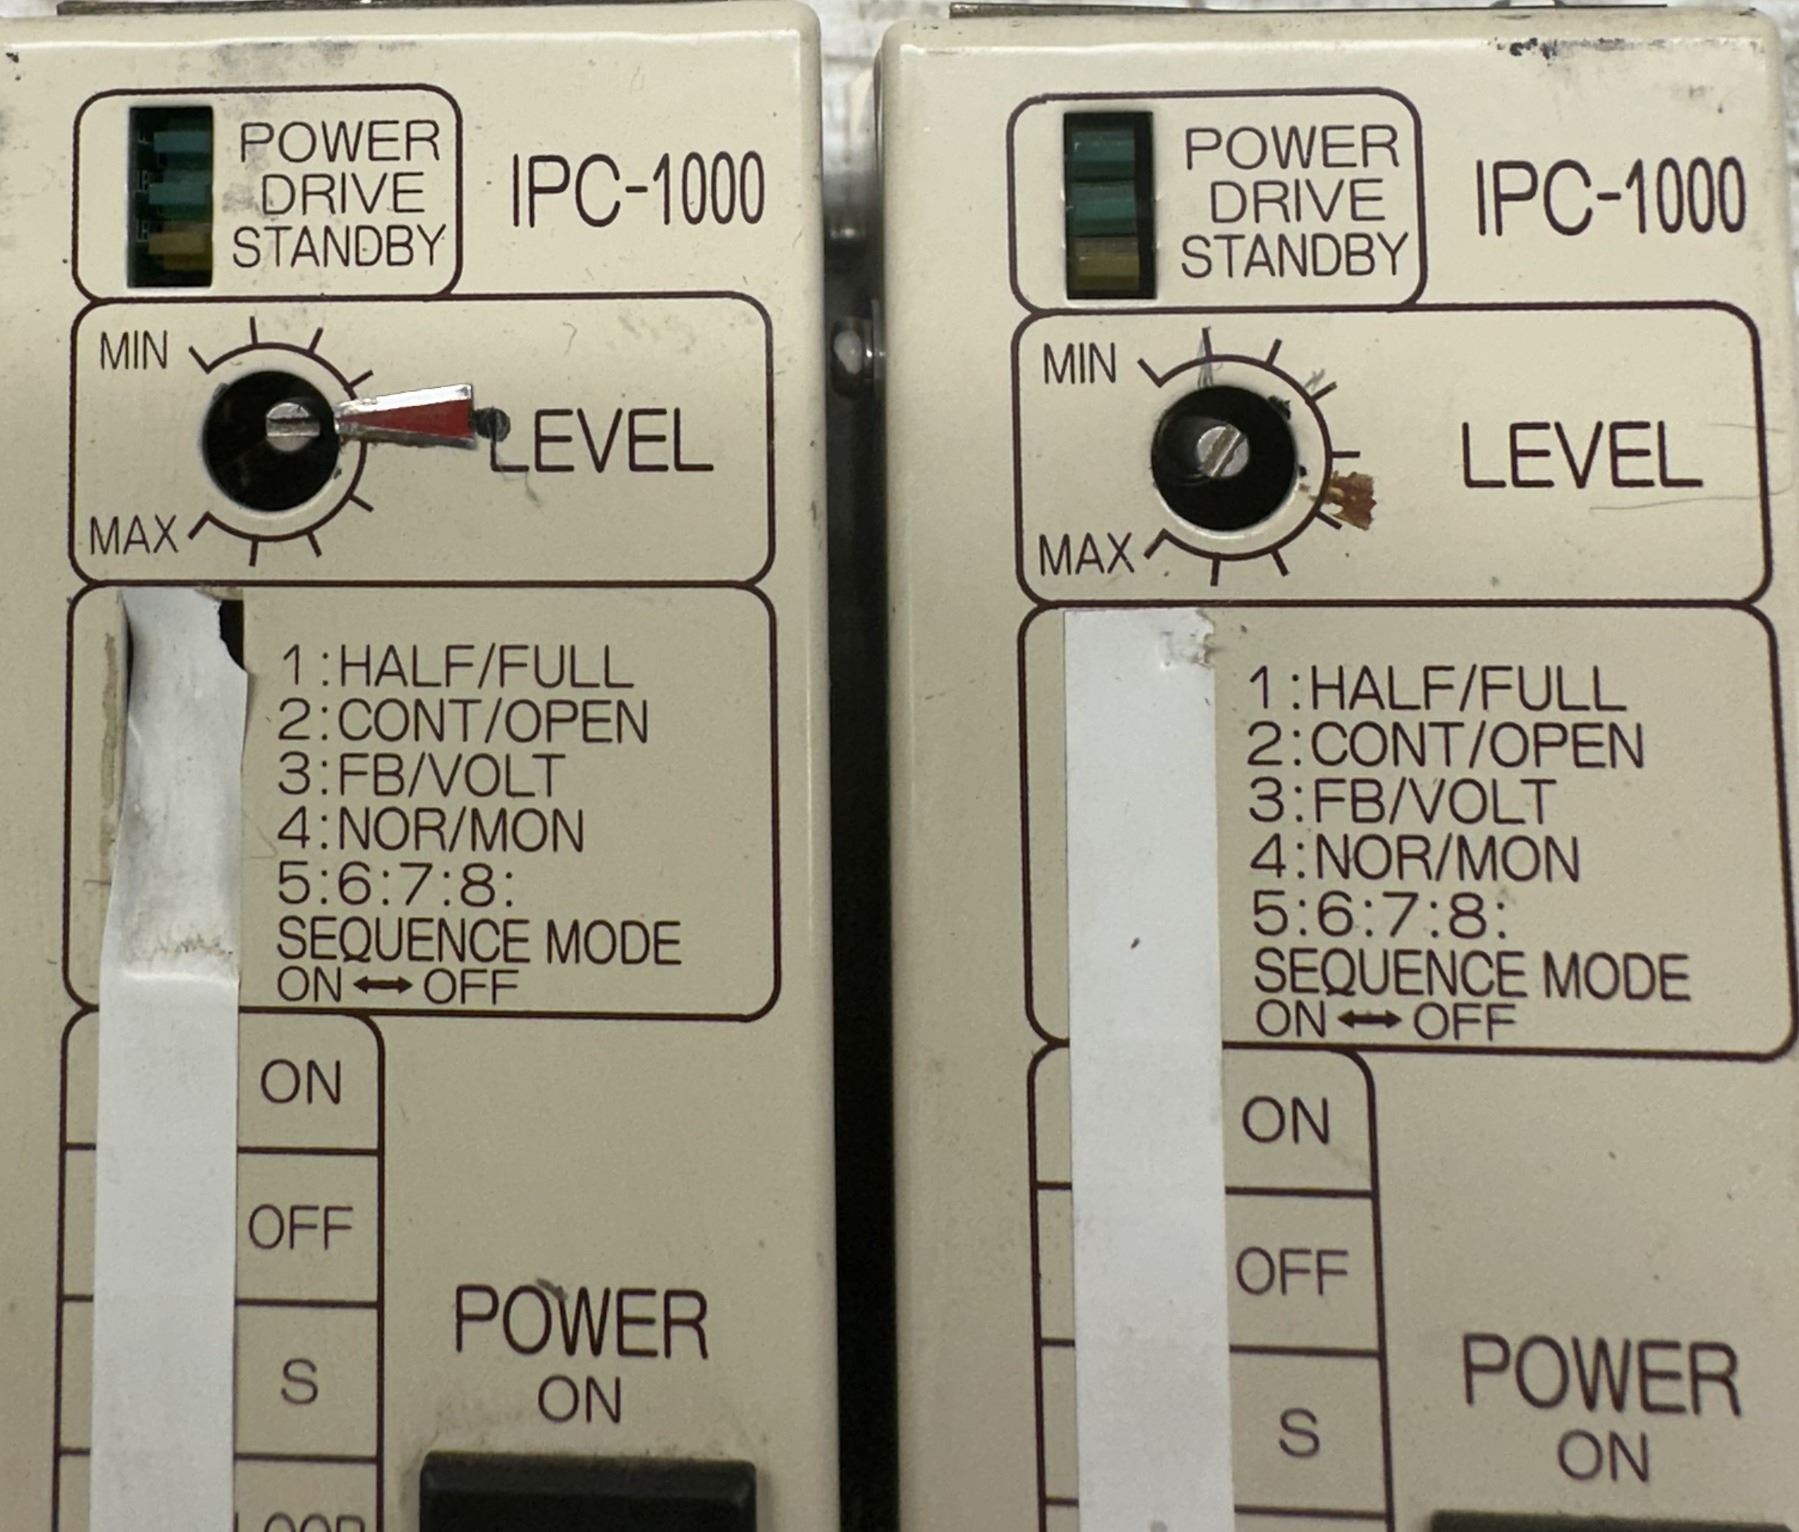 POWER
DRIVE
STANDBY
IPC-1000
MIN
LEVEL
MAX
1:HALF/FULL
2:CONT/OPEN
3:FB/VOLT
4:NOR/MON
5:6:7:8:
SEQUENCE MODE
ON ↔ OFF
ON
OFF
S
LOOP
POWER
ON
POWER
DRIVE
STANDBY
IPC-1000
MIN
LEVEL
MAX
1:HALF/FULL
2:CONT/OPEN
3:FB/VOLT
4:NOR/MON
5:6:7:8:
SEQUENCE MODE
ON ↔ OFF
ON
OFF
S
POWER
ON